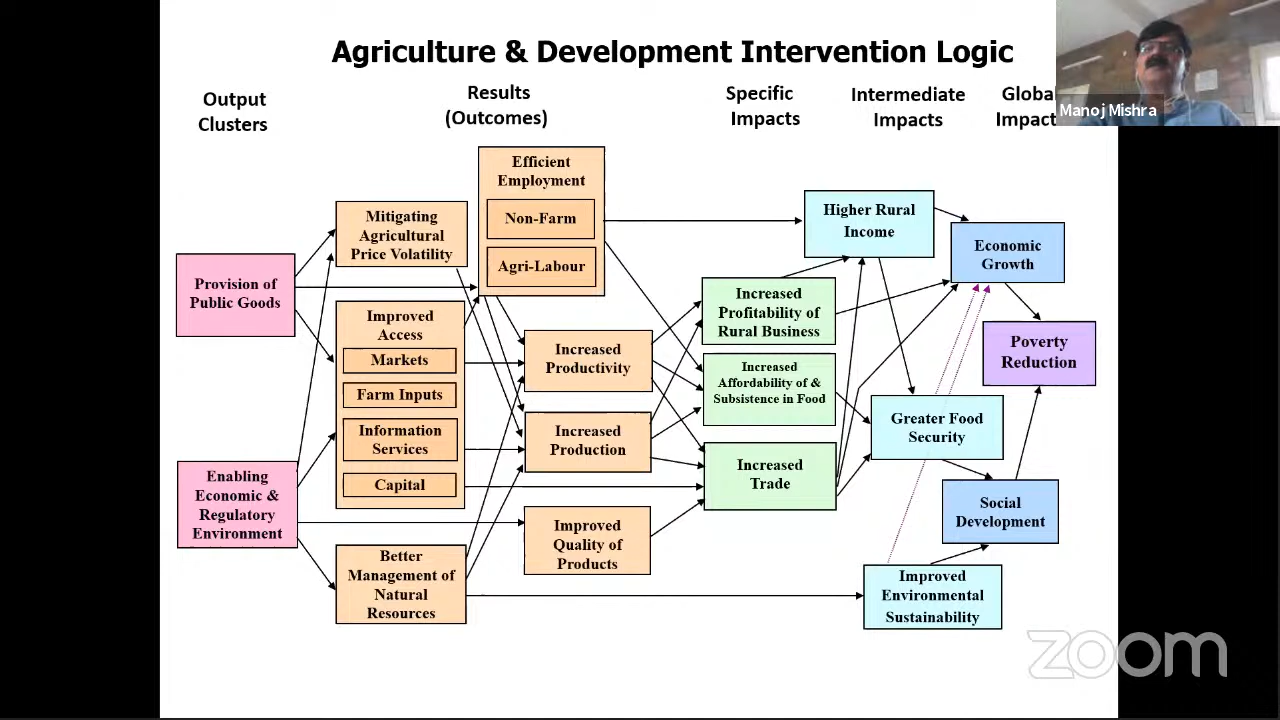 Agriculture & Development Intervention Logic
Output
Clusters
Results
(Outcomes)
Specific
Impacts
Intermediate
Impacts
Global
Impact
Manoj Mishra
Provision of
Public Goods
Enabling
Economic &
Regulatory
Environment
Mitigating
Agricultural
Price Volatility
Improved
Access
Markets
Farm Inputs
Information
Services
Capital
Better
Management of
Natural
Resources
Efficient
Employment
Non-Farm
Agri-Labour
Increased
Productivity
Increased
Production
Improved
Quality of
Products
Increased
Profitability of
Rural Business
Increased
Affordability of &
Subsistence in Food
Increased
Trade
Higher Rural
Income
Greater Food
Security
Improved
Environmental
Sustainability
Economic
Growth
Social
Development
Poverty
Reduction
zoom